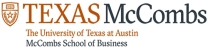 TEXAS McCombs
The University of Texas at Austin
McCombs School of Business